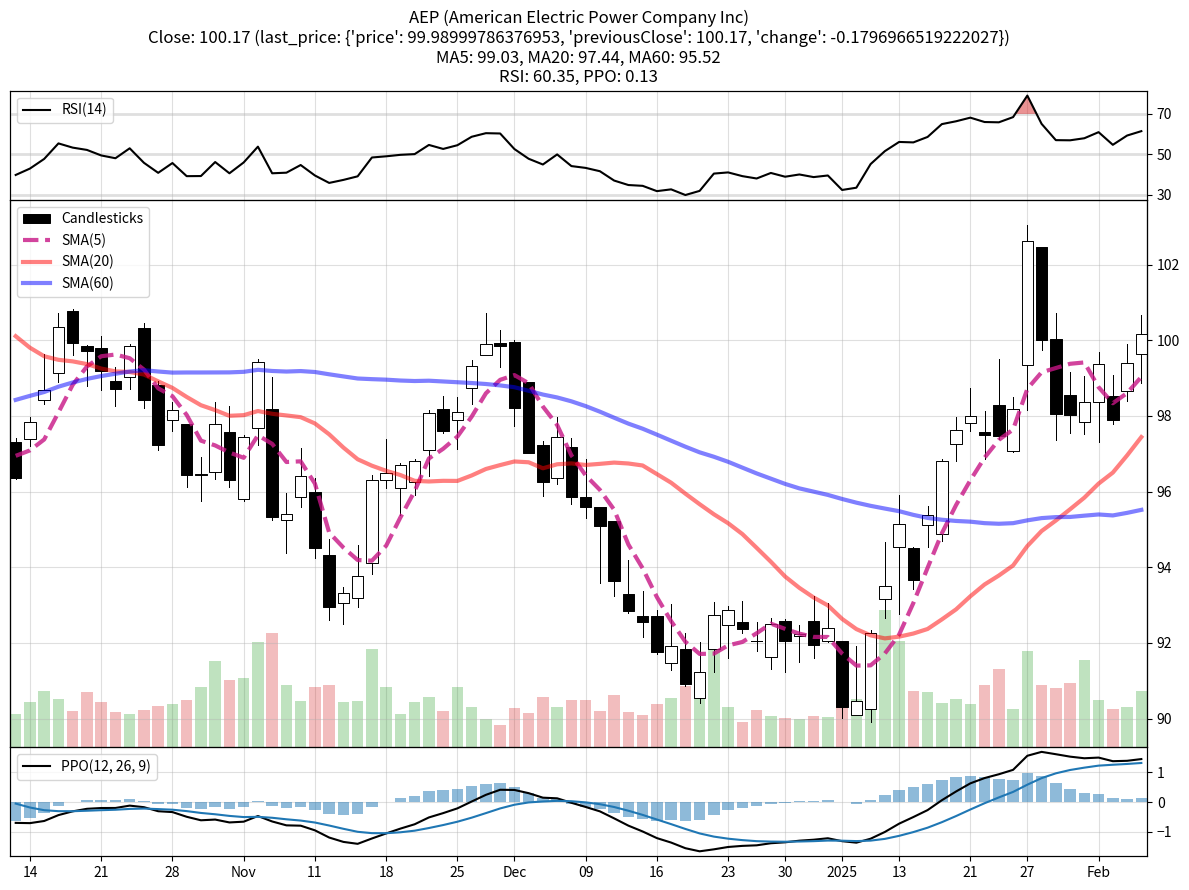 AEP (American Electric Power Company Inc)
Close: 100.17 (last_price: {'price': 99.98999786376953, 'previousClose': 100.17, 'change': -0.1796966519222027})
MA5: 99.03, MA20: 97.44, MA60: 95.52
RSI: 60.35, PPO: 0.13
RSI(14)
70
50
30
Candlesticks
SMA(5)
SMA(20)
SMA(60)
102
100
98
96
94
92
90
PPO(12, 26, 9)
1
0
−1
14 21 28 Nov 11 18 25 Dec 09 16 23 30 2025 13 21 27 Feb